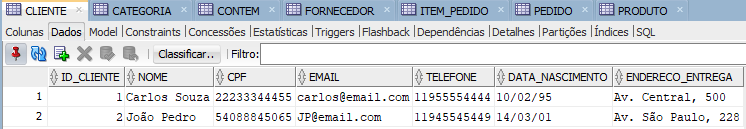 CLIENTE CATEGORIA CONTEM FORNECEDOR ITEM_PEDIDO PEDIDO PRODUTO
Colunas Dados Model Constraints Concessões Estatísticas Triggers Flashback Dependências Detalhes Partições Índices SQL
Classificar.. Filtro:
ID_CLIENTE NOME CPF EMAIL TELEFONE DATA_NASCIMENTO ENDERECO_ENTREGA
1 1 Carlos Souza 22233344455 carlos@email.com 11955554444 10/02/95 Av. Central, 500
2 2 João Pedro 54088845065 JP@email.com 11945545449 14/03/01 Av. São Paulo, 228